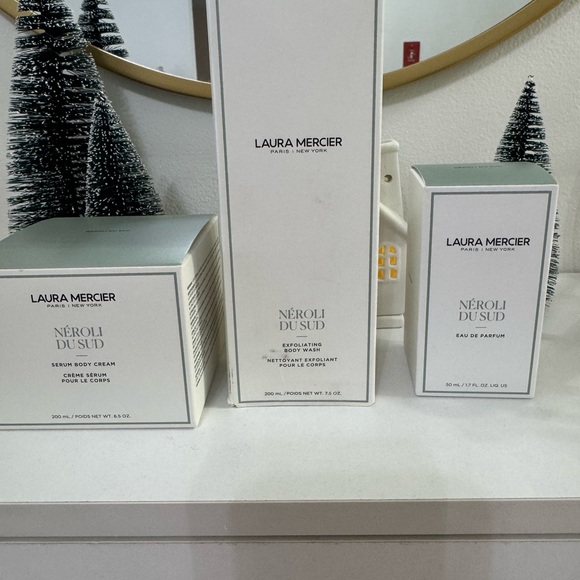 LAURA MERCIER
PARIS | NEW YORK
NÉROLI
DU SUD
SERUM BODY CREAM
CRÈME SÉRUM
POUR LE CORPS
200 mL / POIDS NET WT. 6.5 OZ.
LAURA MERCIER
PARIS | NEW YORK
NÉROLI
DU SUD
EXFOLIATING
BODY WASH
NETTOYANT EXFOLIANT
POUR LE CORPS
200 mL / POIDS NET WT. 7.5 OZ.
LAURA MERCIER
PARIS | NEW YORK
NÉROLI
DU SUD
EAU DE PARFUM
50 mL / 1.7 FL. OZ. LIQ. US